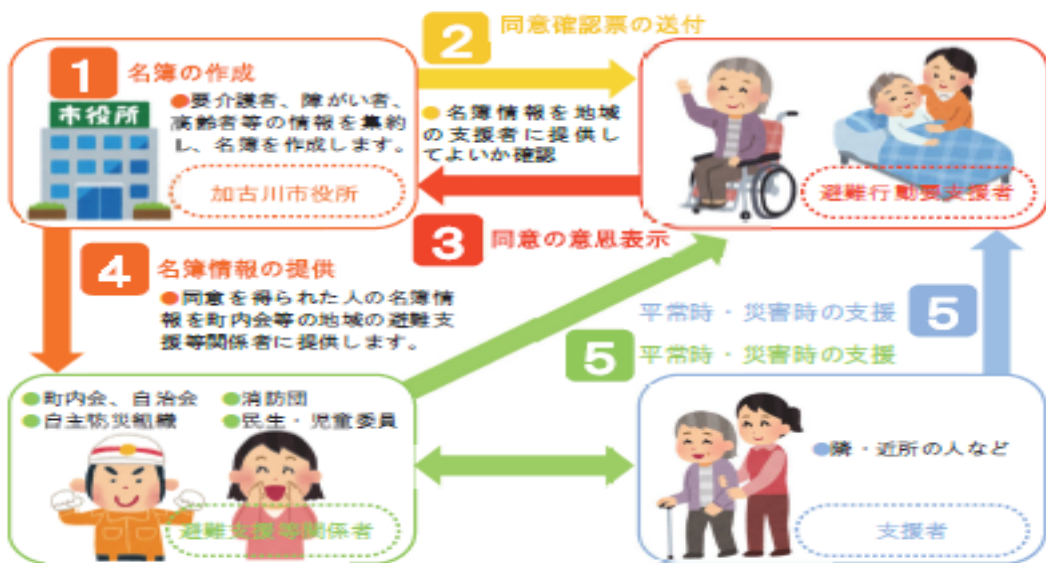 1 名簿の作成
市役所
●要介護者、障がい者、
高齢者等の情報を集約
し、名簿を作成します。
加古川市役所
2 同意確認票の送付
●名簿情報を地域
の支援者に提供し
てよいか確認
避難行動要支援者
3 同意の意思表示
4 名簿情報の提供
●同意を得られた人の名簿情
報を町内会等の地域の避難支
援等関係者に提供します。
平常時・災害時の支援 5
5 平常時・災害時の支援
●町内会、自治会 ●消防団
●自主防災組織 ●民生・児童委員
避難支援等関係者
●隣・近所の人など
支援者